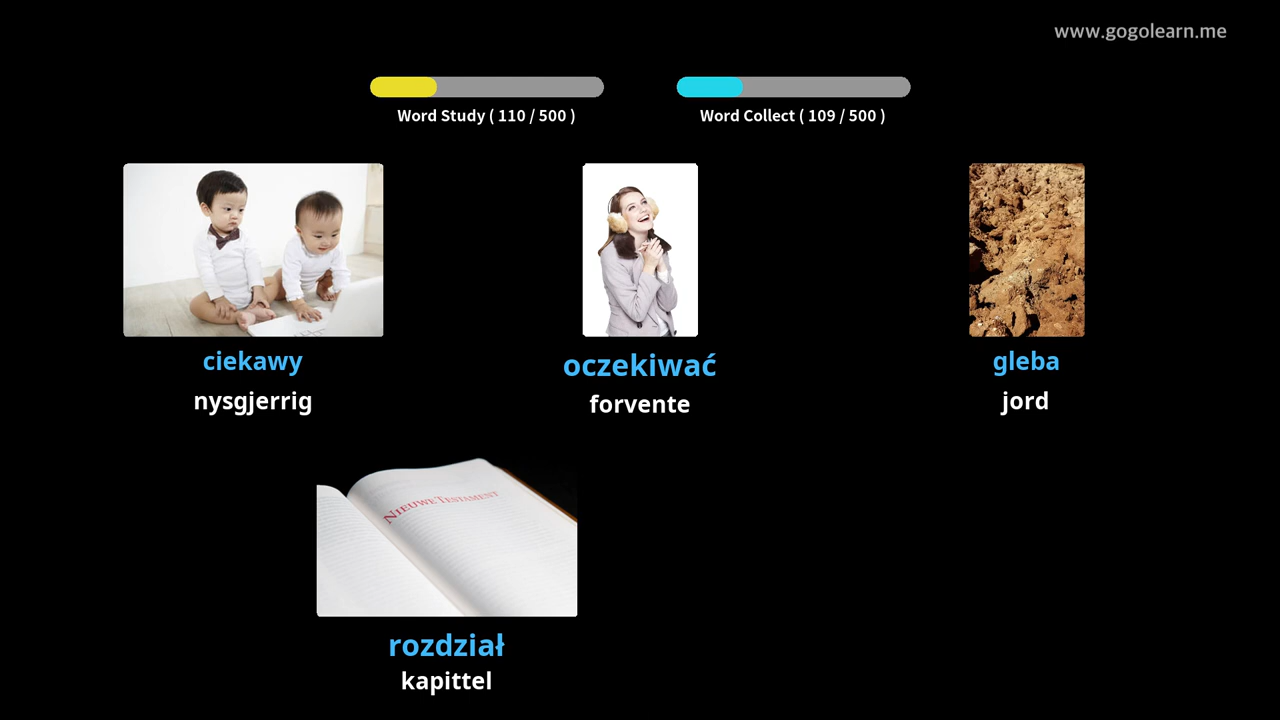 www.gogolearn.me
Word Study ( 110 / 500 )
Word Collect ( 109 / 500 )
ciekawy
nysgjerrig
oczekiwać
forvente
gleba
jord
NIEUWE TESTAMENT
rozdział
kapittel